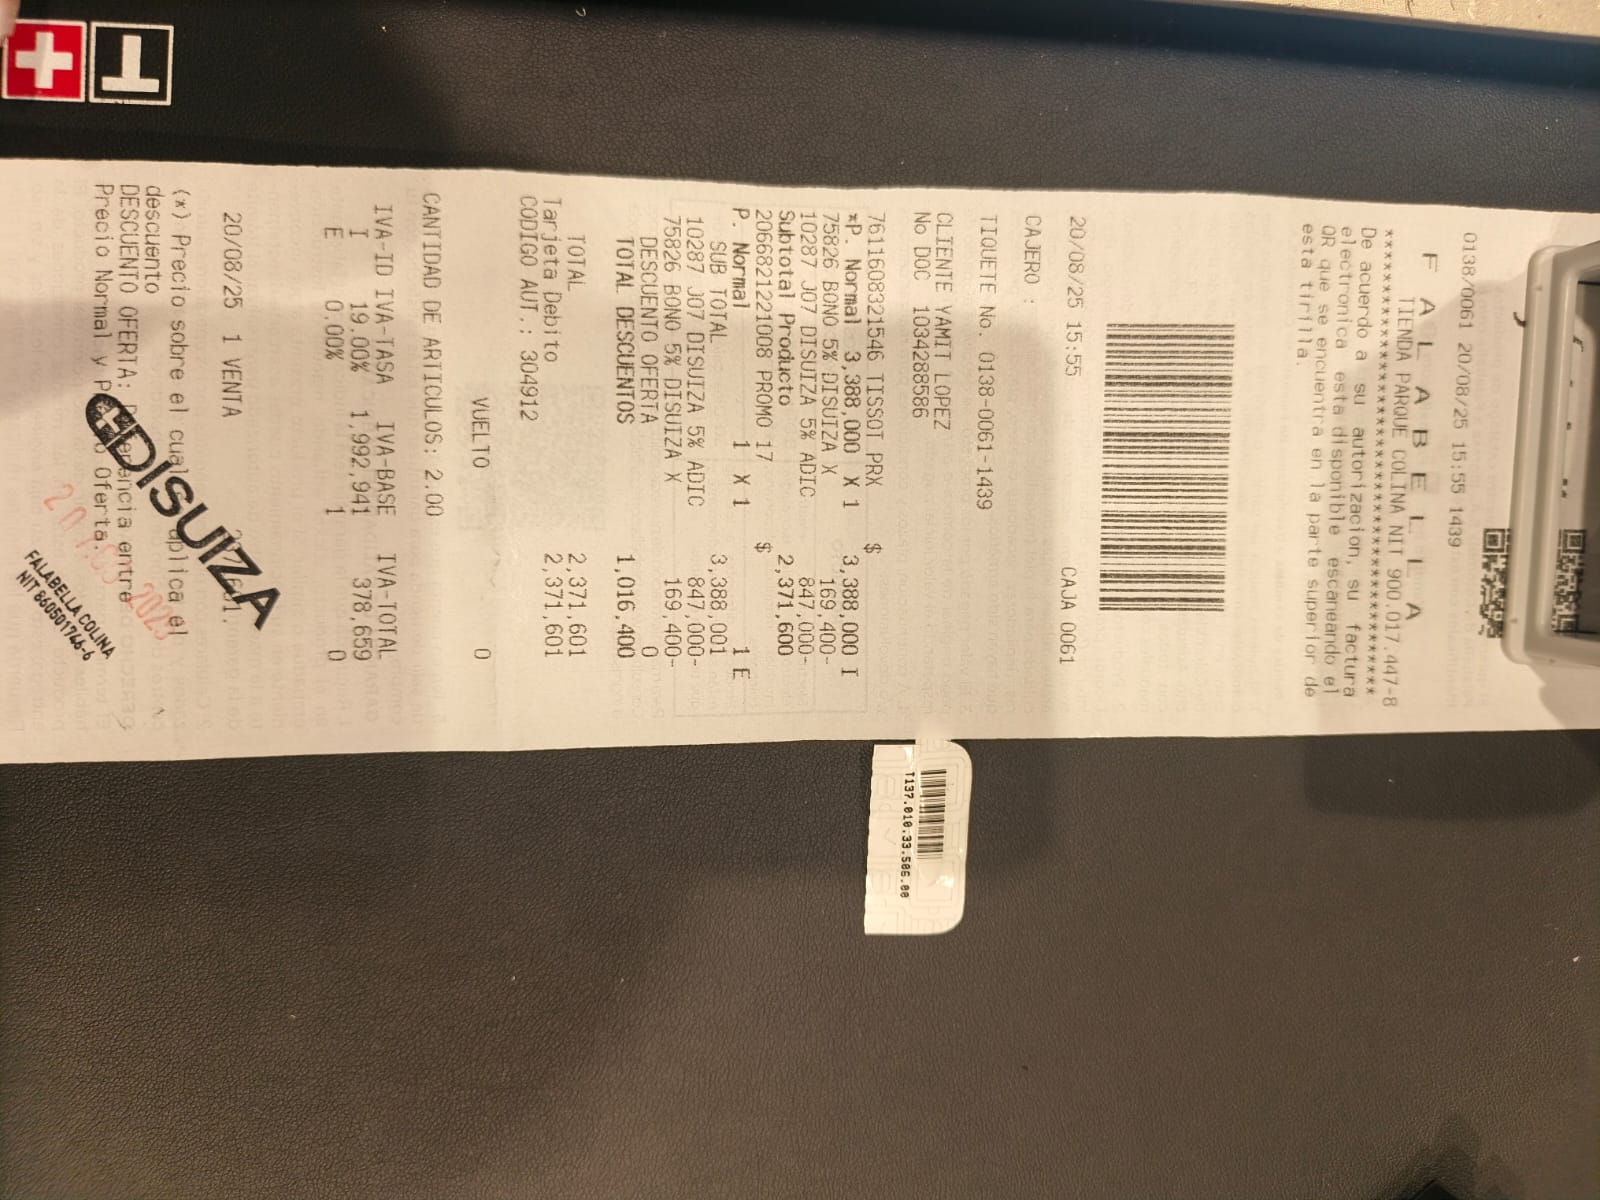 0138/0061 20/08/25 15:55 1439
F A L A B E L L A
TIENDA PARQUE COLINA NIT 900.017.447-8
****************************************
De acuerdo a su autorizacion, su factura
electronica esta disponible escaneando el
QR que se encuentra en la parte superior de
esta tirilla.
20/08/25 15:55 CAJA 0061
CAJERO :
TIQUETE No. 0138-0061-1439
CLIENTE YAMIT LOPEZ
No DOC 1034288586
7611608321546 TISSOT PRX $ 3,388,000 I
*P. Normal 3,388,000 X 1
75826 BONO 5% DISUIZA X 169,400-
10287 J07 DISUIZA 5% ADIC 847,000-
Subtotal Producto 2,371,600
2066821221008 PROMO 17 $ 1 E
P. Normal 1 X 1
SUB TOTAL 3,388,001
10287 J07 DISUIZA 5% ADIC 847,000-
75826 BONO 5% DISUIZA X 169,400-
DESCUENTO OFERTA 0
TOTAL DESCUENTOS 1,016,400
TOTAL 2,371,601
Tarjeta Debito 2,371,601
CODIGO AUT.: 304912
VUELTO 0
CANTIDAD DE ARTICULOS: 2.00
IVA-ID IVA-TASA IVA-BASE IVA-TOTAL
I 19.00% 1,992,941 378,659
E 0.00% 1 0
20/08/25 1 VENTA
(*) Precio sobre el cual aplica el
descuento
DESCUENTO OFERTA: entre
Precio Normal y Oferta.
DISUIZA
2025
FALABELLA COLINA
NIT 860501746-6
T137.010.33.506.00